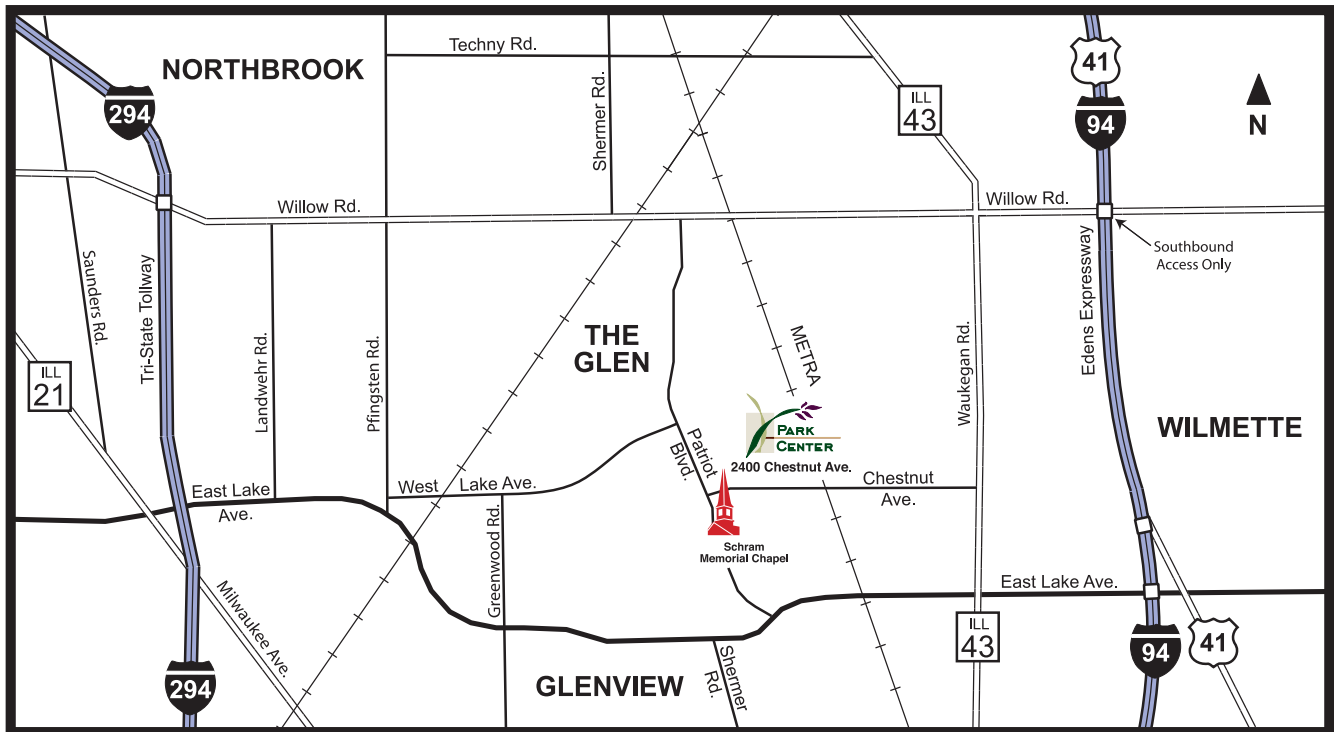 NORTHBROOK
Techny Rd.
41
294
ILL
43
94
N
Shermer Rd.
Willow Rd.
Willow Rd.
Southbound
Access Only
Saunders Rd.
Tri-State Tollway
Landwehr Rd.
Pfingsten Rd.
THE
GLEN
METRA
Waukegan Rd.
Edens Expressway
ILL
21
WILMETTE
PARK
CENTER
2400 Chestnut Ave.
Patriot
Blvd.
East Lake
Ave.
West Lake Ave.
Chestnut
Ave.
Greenwood Rd.
Schram
Memorial Chapel
East Lake Ave.
Milwaukee Ave.
294
GLENVIEW
Shermer
Rd.
ILL
43
94
41